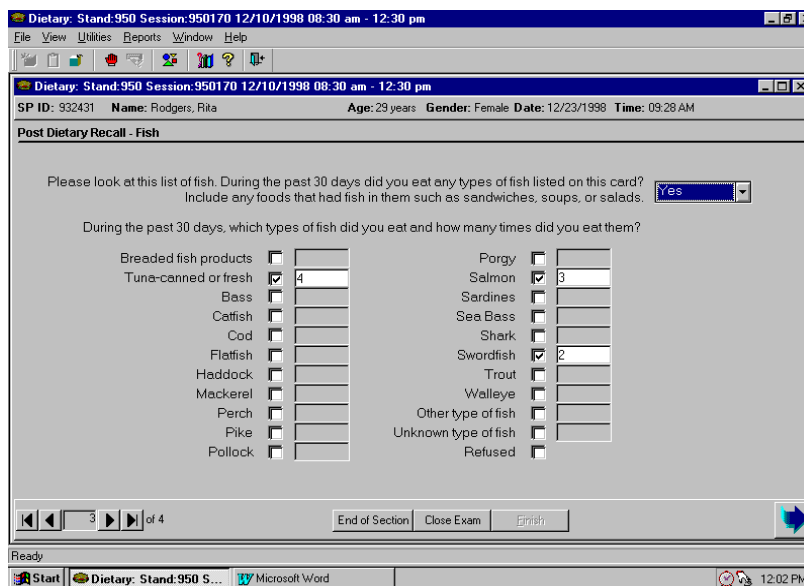 Dietary: Stand:950 Session:950170 12/10/1998 08:30 am - 12:30 pm
File View Utilities Reports Window Help
Dietary: Stand:950 Session:950170 12/10/1998 08:30 am - 12:30 pm
SP ID: 932431 Name: Rodgers, Rita Age: 29 years Gender: Female Date: 12/23/1998 Time: 09:28 AM
Post Dietary Recall - Fish
Please look at this list of fish. During the past 30 days did you eat any types of fish listed on this card? Yes
Include any foods that had fish in them such as sandwiches, soups, or salads.
During the past 30 days, which types of fish did you eat and how many times did you eat them?
Breaded fish products Porgy
Tuna-canned or fresh 4 Salmon 3
Bass Sardines
Catfish Sea Bass
Cod Shark
Flatfish Swordfish 2
Haddock Trout
Mackerel Walleye
Perch Other type of fish
Pike Unknown type of fish
Pollock Refused
3 of 4 End of Section Close Exam Finish
Ready
Start Dietary: Stand:950 S... Microsoft Word 12:02 PM